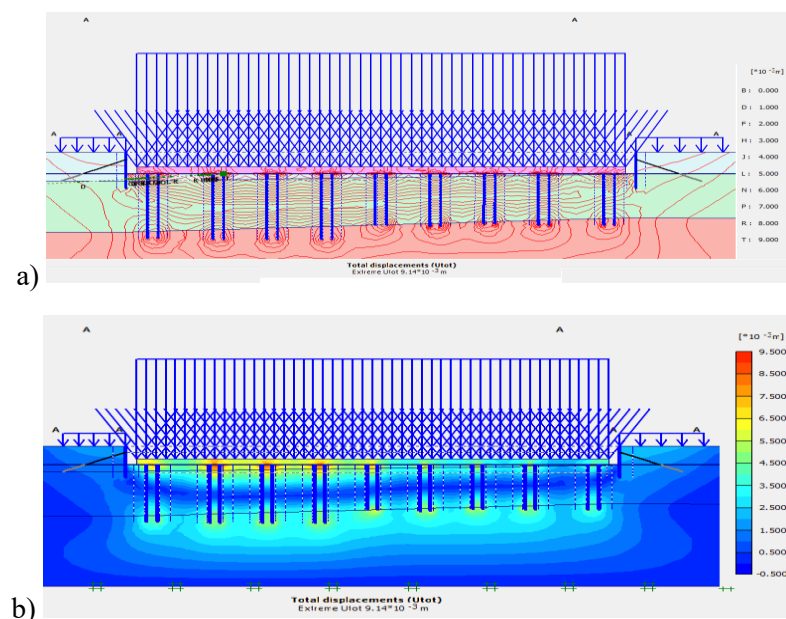 A A
[*10 -3m]
B : 0.000
D : 1.000
F : 2.000
H : 3.000
J : 4.000
L : 5.000
N : 6.000
P : 7.000
R : 8.000
T : 9.000
A A A A
D
Total displacements (Utot)
Extreme Utot 9.14*10 -3 m
a)
A A
[*10 -3m]
9.500
8.500
7.500
6.500
5.500
4.500
3.500
2.500
1.500
0.500
-0.500
A A A A
Total displacements (Utot)
Extreme Utot 9.14*10 -3 m
b)